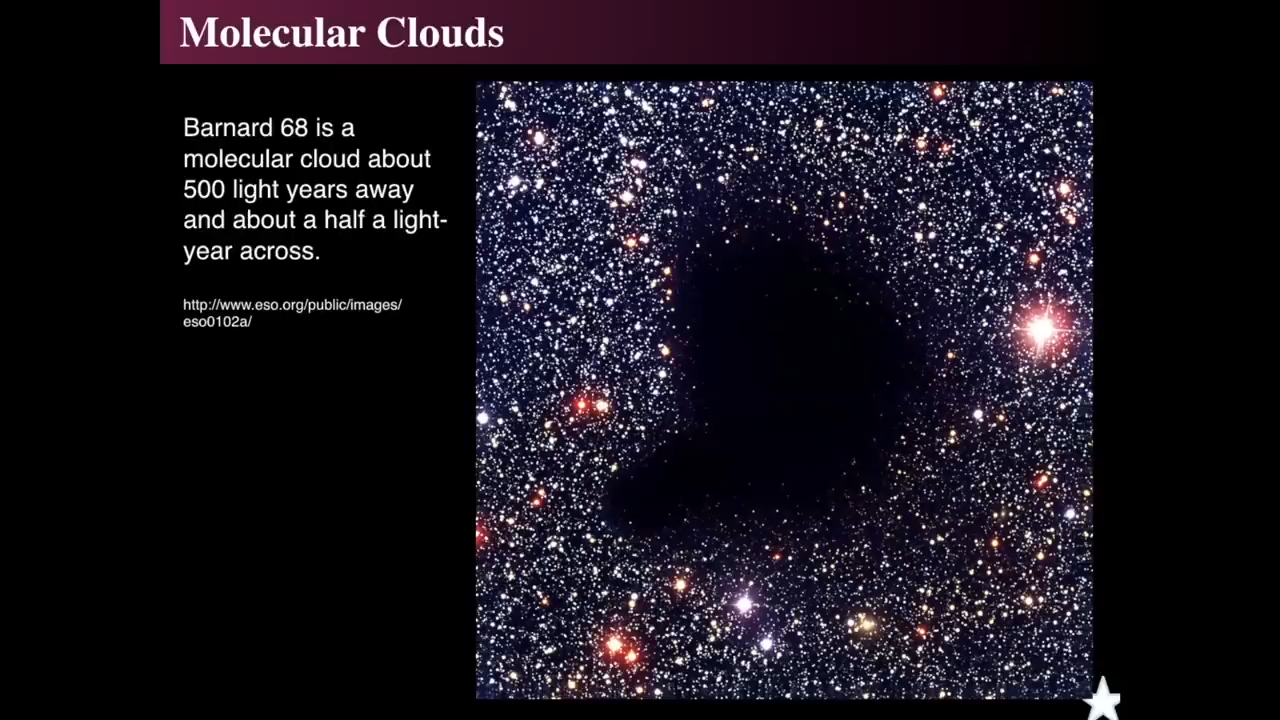 Molecular Clouds
Barnard 68 is a
molecular cloud about
500 light years away
and about a half a light-
year across.
http://www.eso.org/public/images/
eso0102a/